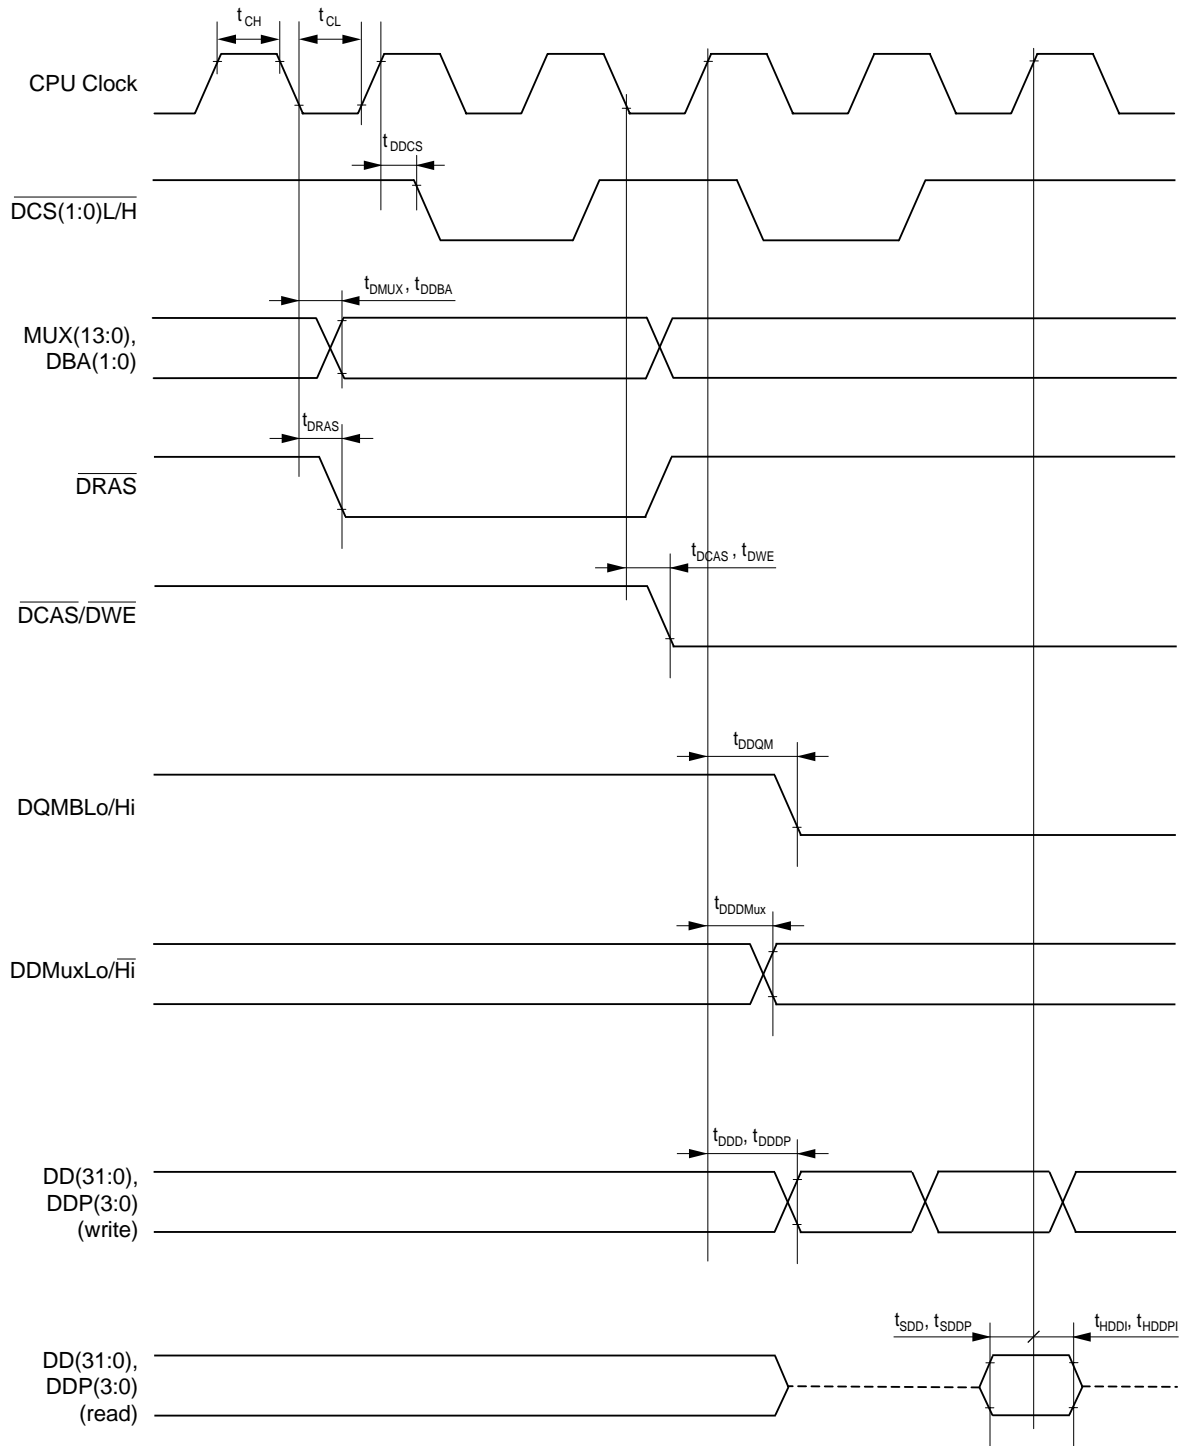 tCH tCL
CPU Clock
tDDCS
DCS(1:0)L/H
tDMUX, tDDBA
MUX(13:0),
DBA(1:0)
tDRAS
DRAS
tDCAS , tDWE
DCAS/DWE
tDDQM
DQMBLo/Hi
tDDDMux
DDMuxLo/Hi
tDDD, tDDDP
DD(31:0),
DDP(3:0)
(write)
tSDD, tSDDP tHDDI, tHDDPI
DD(31:0),
DDP(3:0)
(read)